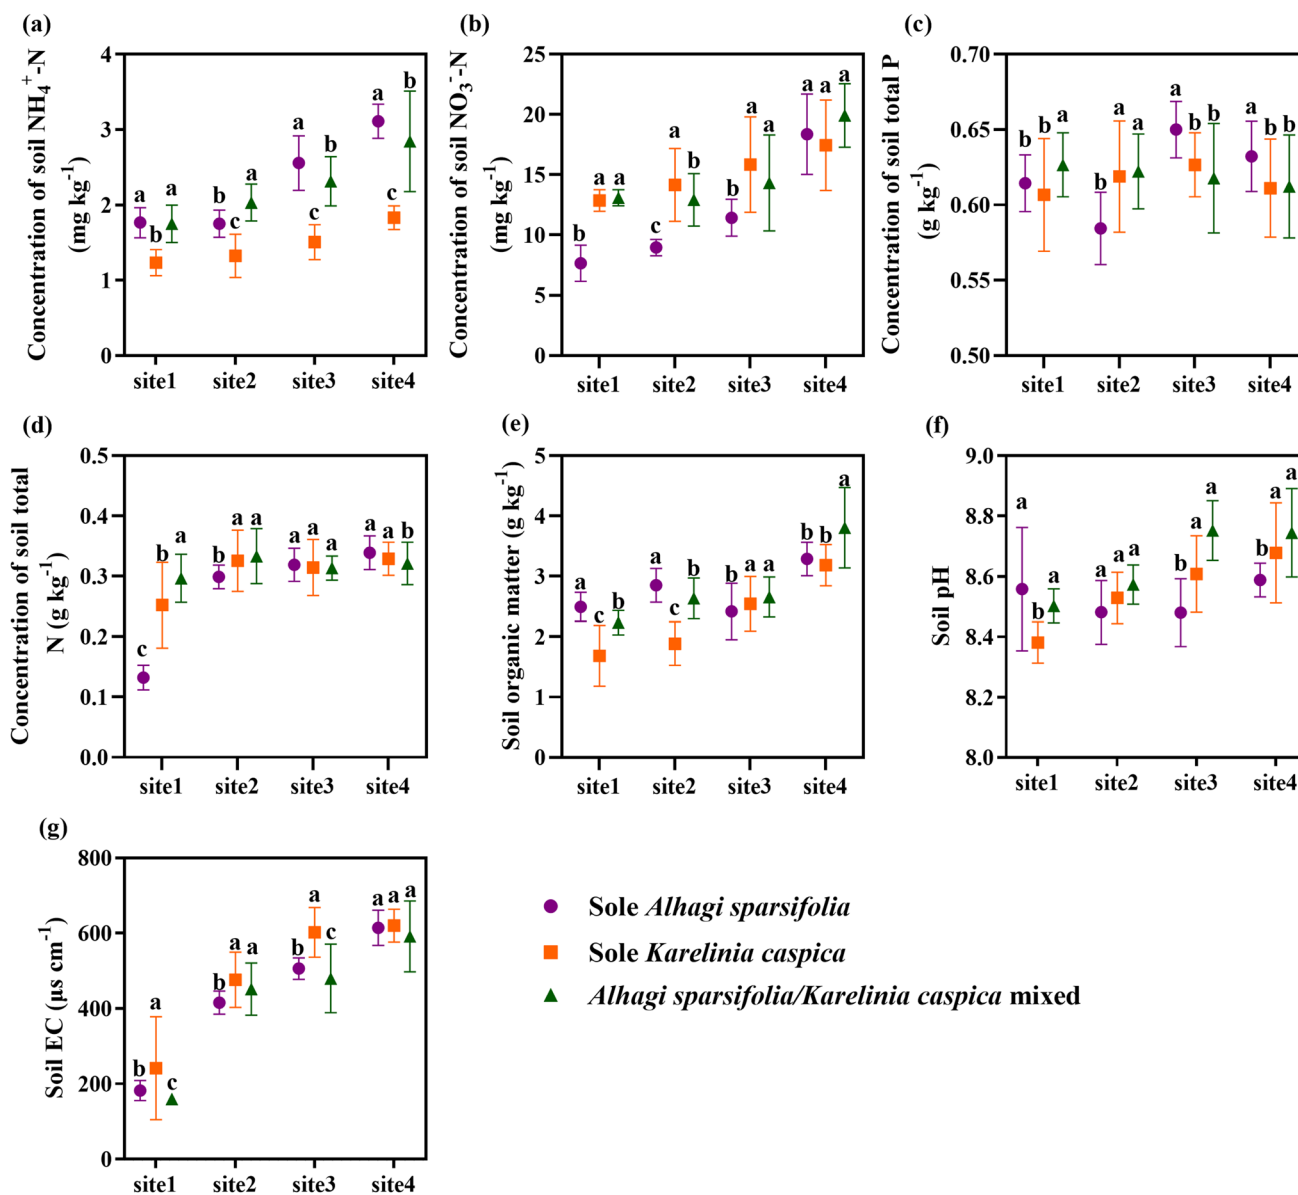 (a)
Concentration of soil NH₄⁺-N
(mg kg⁻¹)
4
3
2
1
0
a a
b
b c a
a c b
a c b
site1 site2 site3 site4
(b)
Concentration of soil NO₃⁻-N
(mg kg⁻¹)
25
20
15
10
5
0
b a a
c a b
b a a
a a a
site1 site2 site3 site4
(c)
Concentration of soil total P
(g kg⁻¹)
0.70
0.65
0.60
0.55
0.50
b b a
b a a
a b b
a b b
site1 site2 site3 site4
(d)
Concentration of soil total
N (g kg⁻¹)
0.5
0.4
0.3
0.2
0.1
0.0
c b a
b a a
a a a
a a b
site1 site2 site3 site4
(e)
Soil organic matter (g kg⁻¹)
5
4
3
2
1
0
a c b
a c b
b a a
b b a
site1 site2 site3 site4
(f)
Soil pH
9.0
8.8
8.6
8.4
8.2
8.0
a b a
a a a
b a a
b a a
site1 site2 site3 site4
(g)
Soil EC (μs cm⁻¹)
800
600
400
200
0
b a c
b a a
b a c
a a a
site1 site2 site3 site4
Sole Alhagi sparsifolia
Sole Karelinia caspica
Alhagi sparsifolia/Karelinia caspica mixed